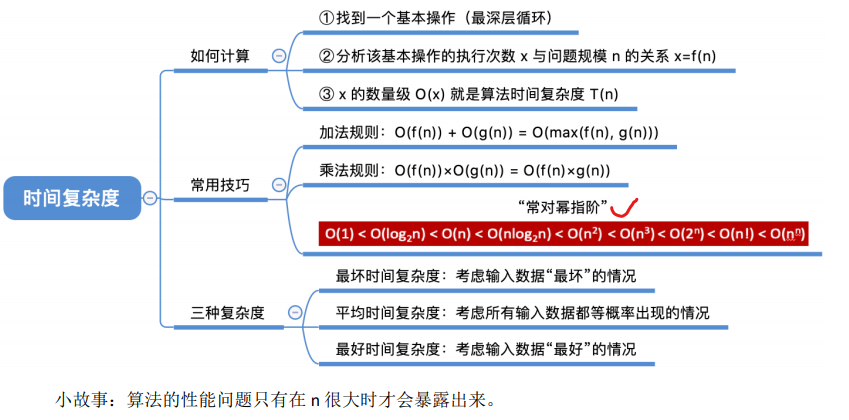 时间复杂度
如何计算
①找到一个基本操作（最深层循环）
②分析该基本操作的执行次数 x 与问题规模 n 的关系 x=f(n)
③ x 的数量级 O(x) 就是算法时间复杂度 T(n)
常用技巧
加法规则：O(f(n)) + O(g(n)) = O(max(f(n), g(n)))
乘法规则：O(f(n))×O(g(n)) = O(f(n)×g(n))
“常对幂指阶”
O(1) < O(log₂n) < O(n) < O(nlog₂n) < O(n²) < O(n³) < O(2ⁿ) < O(n!) < O(nⁿ)
三种复杂度
最坏时间复杂度：考虑输入数据“最坏”的情况
平均时间复杂度：考虑所有输入数据都等概率出现的情况
最好时间复杂度：考虑输入数据“最好”的情况
小故事：算法的性能问题只有在 n 很大时才会暴露出来。